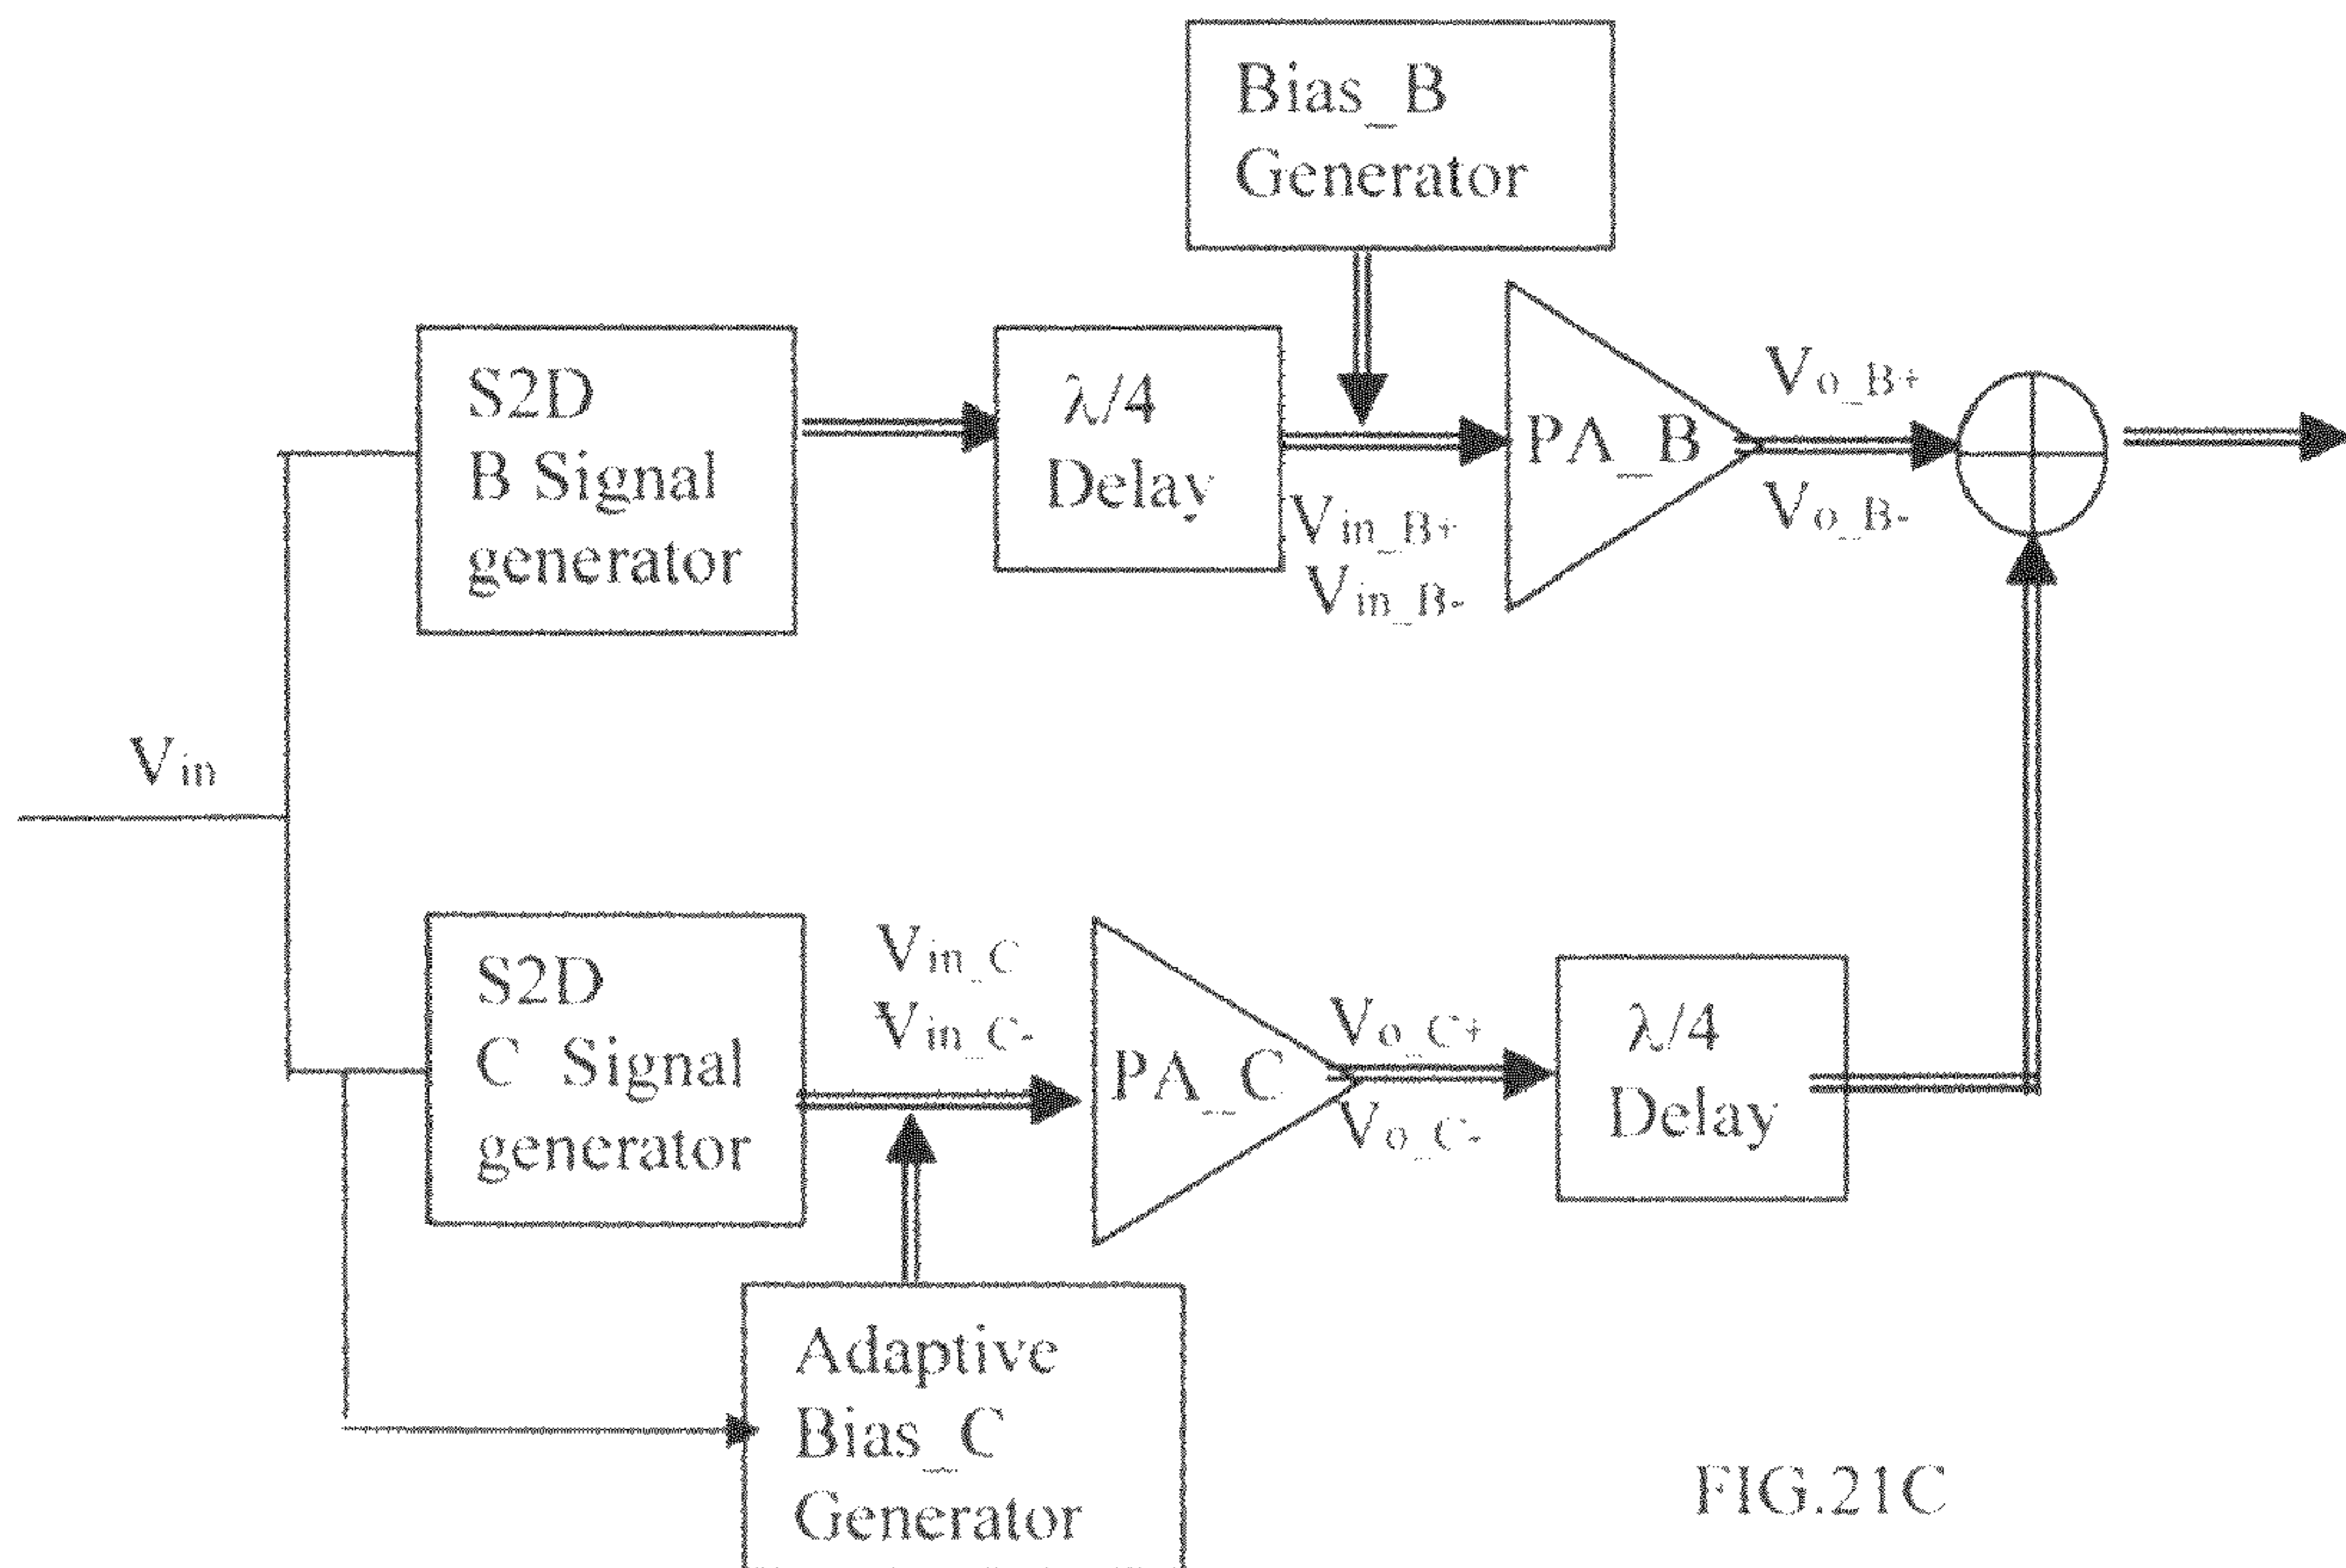 Bias_B
Generator
S2D
B Signal
generator
λ/4
Delay
Vin_B+
Vin_B-
PA_B
Vo_B+
Vo_B-
Vin
S2D
C Signal
generator
Vin_C
Vin_C-
PA_C
Vo_C+
Vo_C-
λ/4
Delay
Adaptive
Bias_C
Generator
FIG.21C